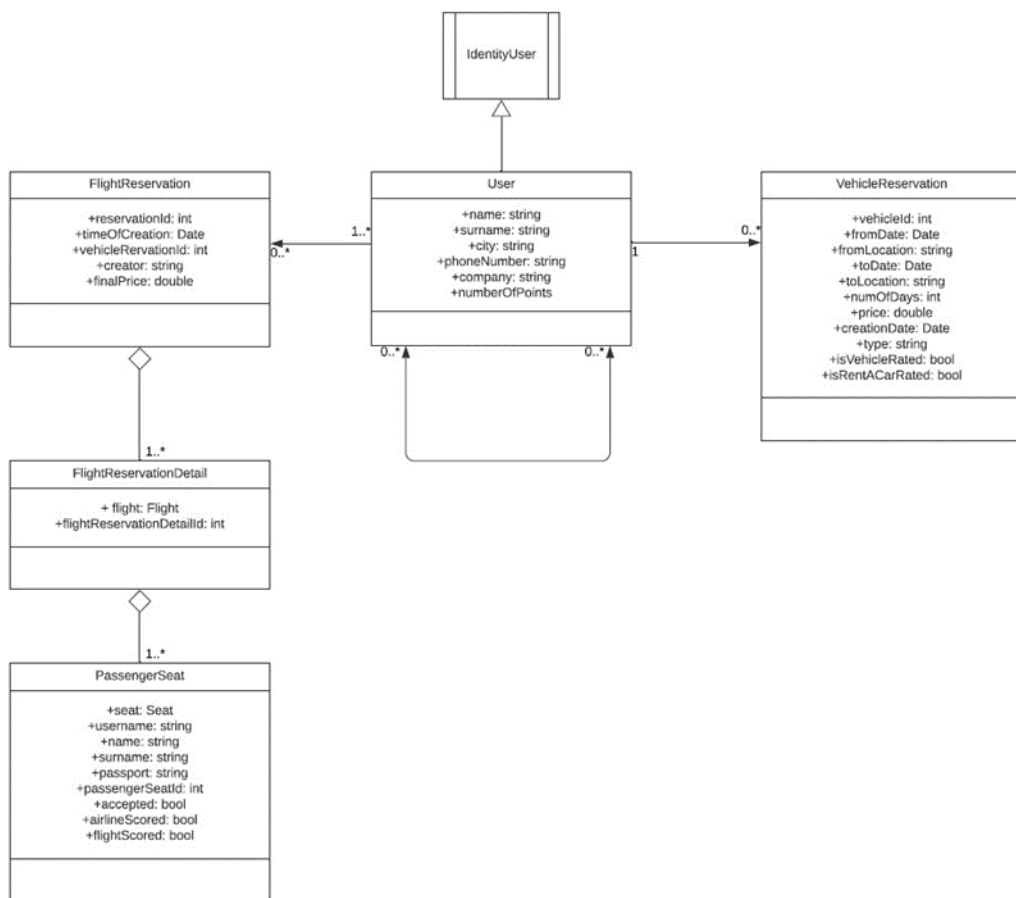 IdentityUser
FlightReservation
+reservationId: int
+timeOfCreation: Date
+vehicleRervationId: int
+creator: string
+finalPrice: double
1..*
0..*
User
+name: string
+surname: string
+city: string
+phoneNumber: string
+company: string
+numberOfPoints
0..*
0..*
1
0..*
VehicleReservation
+vehicleId: int
+fromDate: Date
+fromLocation: string
+toDate: Date
+toLocation: string
+numOfDays: int
+price: double
+creationDate: Date
+type: string
+isVehicleRated: bool
+isRentACarRated: bool
1..*
FlightReservationDetail
+ flight: Flight
+flightReservationDetailId: int
1..*
PassengerSeat
+seat: Seat
+username: string
+name: string
+surname: string
+passport: string
+passengerSeatId: int
+accepted: bool
+airlineScored: bool
+flightScored: bool